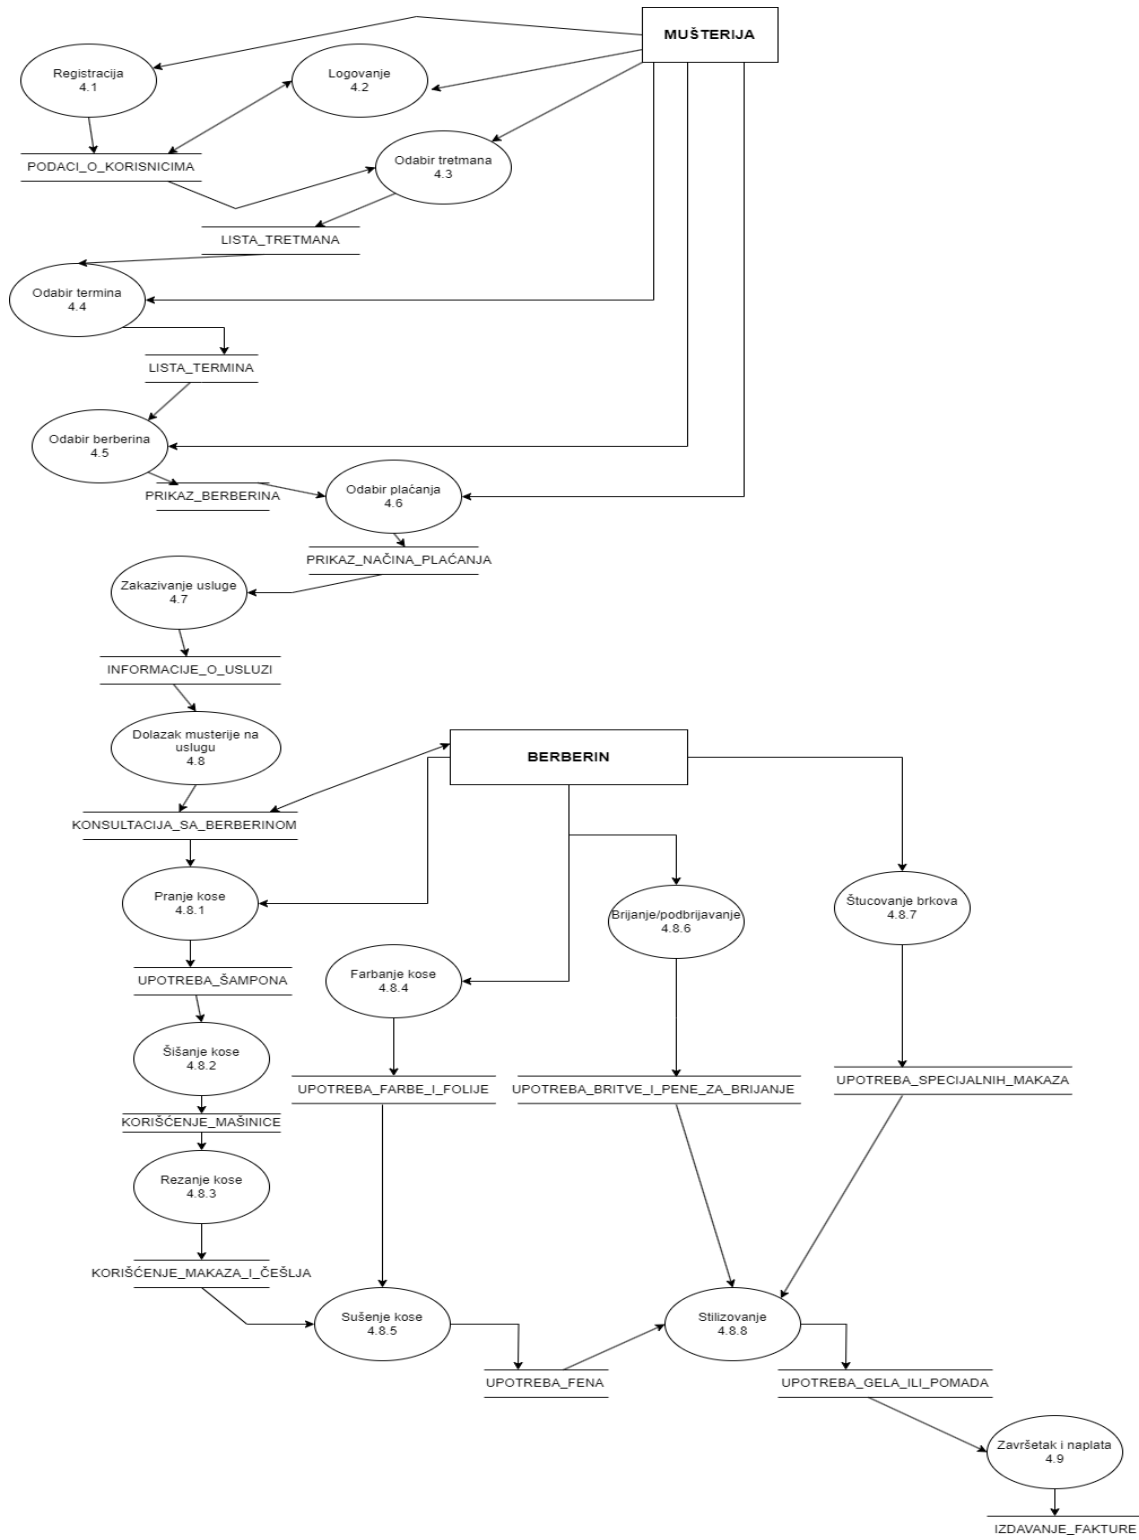 MUŠTERIJA
Registracija
4.1
Logovanje
4.2
PODACI_O_KORISNICIMA
Odabir tretmana
4.3
LISTA_TRETMANA
Odabir termina
4.4
LISTA_TERMINA
Odabir berberina
4.5
PRIKAZ_BERBERINA
Odabir plaćanja
4.6
PRIKAZ_NAČINA_PLAĆANJA
Zakazivanje usluge
4.7
INFORMACIJE_O_USLUZI
Dolazak musterije na
uslugu
4.8
BERBERIN
KONSULTACIJA_SA_BERBERINOM
Pranje kose
4.8.1
Brijanje/podbrijavanje
4.8.6
Štucovanje brkova
4.8.7
UPOTREBA_ŠAMPONA
Farbanje kose
4.8.4
Šišanje kose
4.8.2
UPOTREBA_FARBE_I_FOLIJE
UPOTREBA_BRITVE_I_PENE_ZA_BRIJANJE
UPOTREBA_SPECIJALNIH_MAKAZA
KORIŠĆENJE_MAŠINICE
Rezanje kose
4.8.3
KORIŠĆENJE_MAKAZA_I_ČEŠLJA
Sušenje kose
4.8.5
Stilizovanje
4.8.8
UPOTREBA_FENA
UPOTREBA_GELA_ILI_POMADA
Završetak i naplata
4.9
IZDAVANJE_FAKTURE